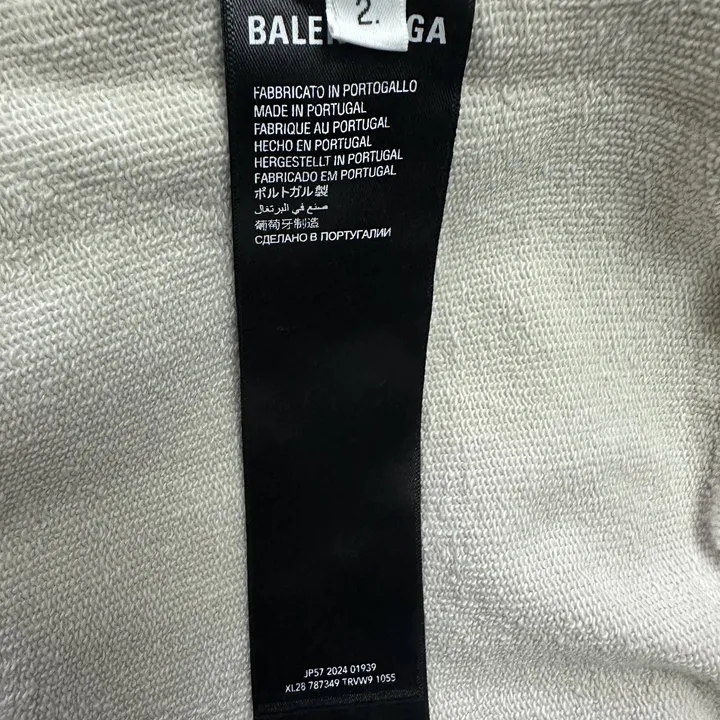 2.
BALE GA
FABBRICATO IN PORTOGALLO
MADE IN PORTUGAL
FABRIQUE AU PORTUGAL
HECHO EN PORTUGAL
HERGESTELLT IN PORTUGAL
FABRICADO EM PORTUGAL
ポルトガル製
صنع في البرتغال
葡萄牙制造
СДЕЛАНО В ПОРТУГАЛИИ
JP57 2024 01939
XL28 787349 TRVW9 1055